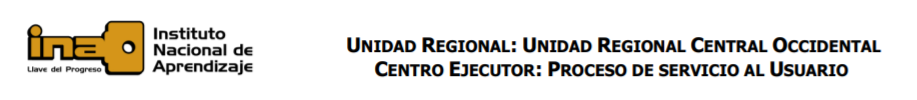 ina
Llave del Progreso
Instituto
Nacional de
Aprendizaje
UNIDAD REGIONAL: UNIDAD REGIONAL CENTRAL OCCIDENTAL
CENTRO EJECUTOR: PROCESO DE SERVICIO AL USUARIO